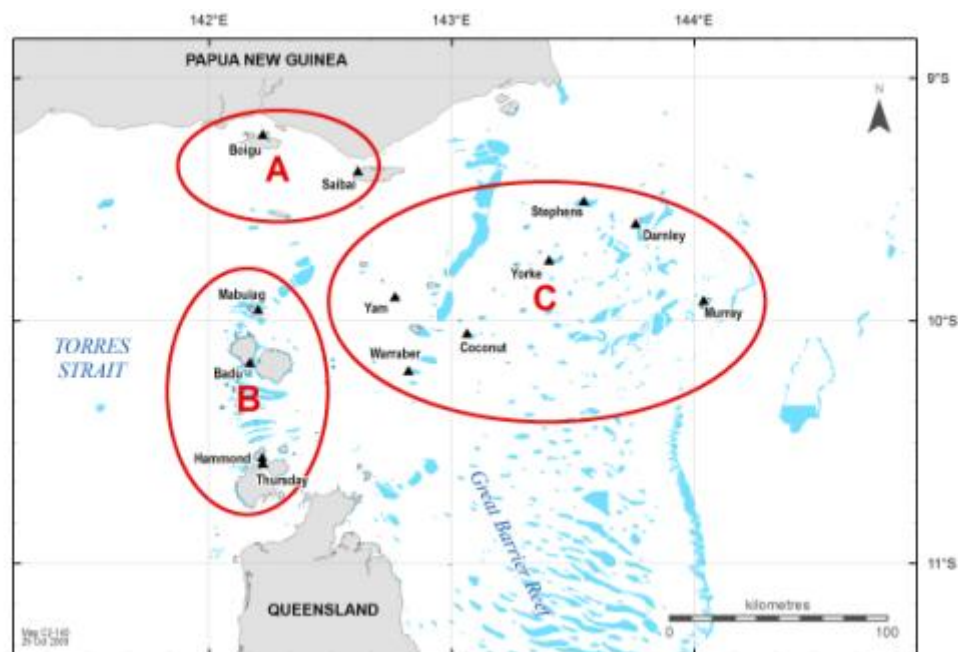 142°E
143°E
144°E
PAPUA NEW GUINEA
9°S
N
Boigu
A
Saibai
Stephens
Darnley
Yorke
C
Mabuiag
Yam
Murray
10°S
TORRES
STRAIT
Warraber
Coconut
Badu
B
Hammond
Thursday
Great Barrier Reef
11°S
QUEENSLAND
kilometres
0
100